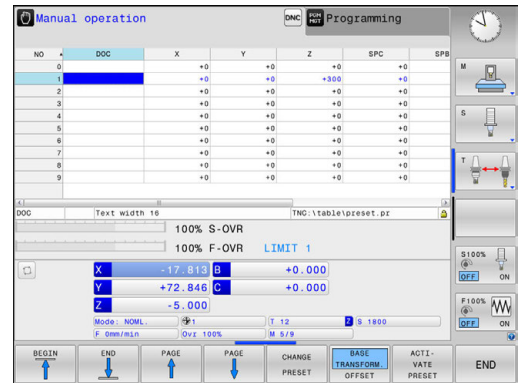 Manual operation DNC PGM MGT Programming
NO DOC X Y Z SPC SPB
0 +0 +0 +0 +0
1 +0 +0 +300 +0
2 +0 +0 +0 +0
3 +0 +0 +0 +0
4 +0 +0 +0 +0
5 +0 +0 +0 +0
6 +0 +0 +0 +0
7 +0 +0 +0 +0
8 +0 +0 +0 +0
9 +0 +0 +0 +0
DOC Text width 16 TNC:\table\preset.pr
100% S-OVR
100% F-OVR LIMIT 1
X -17.813 B +0.000
Y +72.846 C +0.000
Z -5.000
Mode: NOML. 1 T 12 Z S 1800
F 0mm/min Ovr 100% M 5/9
M
S
T
S100%
OFF ON
F100%
OFF ON
BEGIN
END
PAGE
PAGE
CHANGE
PRESET
BASE
TRANSFORM.
OFFSET
ACTI-
VATE
PRESET
END